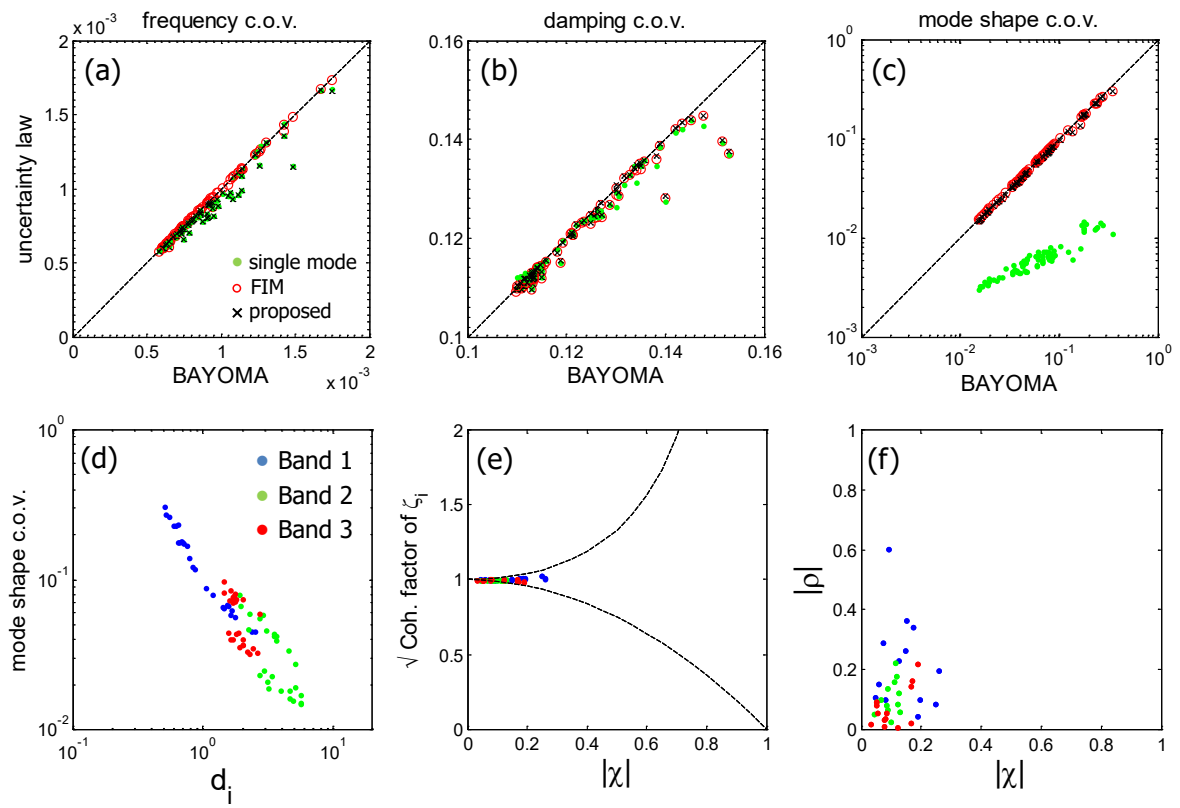 frequency c.o.v.
damping c.o.v.
mode shape c.o.v.
x 10⁻³
(a)
(b)
(c)
uncertainty law
2
1.5
1
0.5
0
single mode
FIM
proposed
0 0.5 1 1.5 2
BAYOMA
x 10⁻³
0.16
0.14
0.12
0.1
0.1 0.12 0.14 0.16
BAYOMA
10⁰
10⁻¹
10⁻²
10⁻³
10⁻³ 10⁻² 10⁻¹ 10⁰
BAYOMA
(d)
(e)
(f)
mode shape c.o.v.
10⁰
10⁻¹
10⁻²
Band 1
Band 2
Band 3
10⁻¹ 10⁰ 10¹
dᵢ
√ Coh. factor of ζᵢ
2
1.5
1
0.5
0
0 0.2 0.4 0.6 0.8 1
|χ|
|ρ|
1
0.8
0.6
0.4
0.2
0
0 0.2 0.4 0.6 0.8 1
|χ|